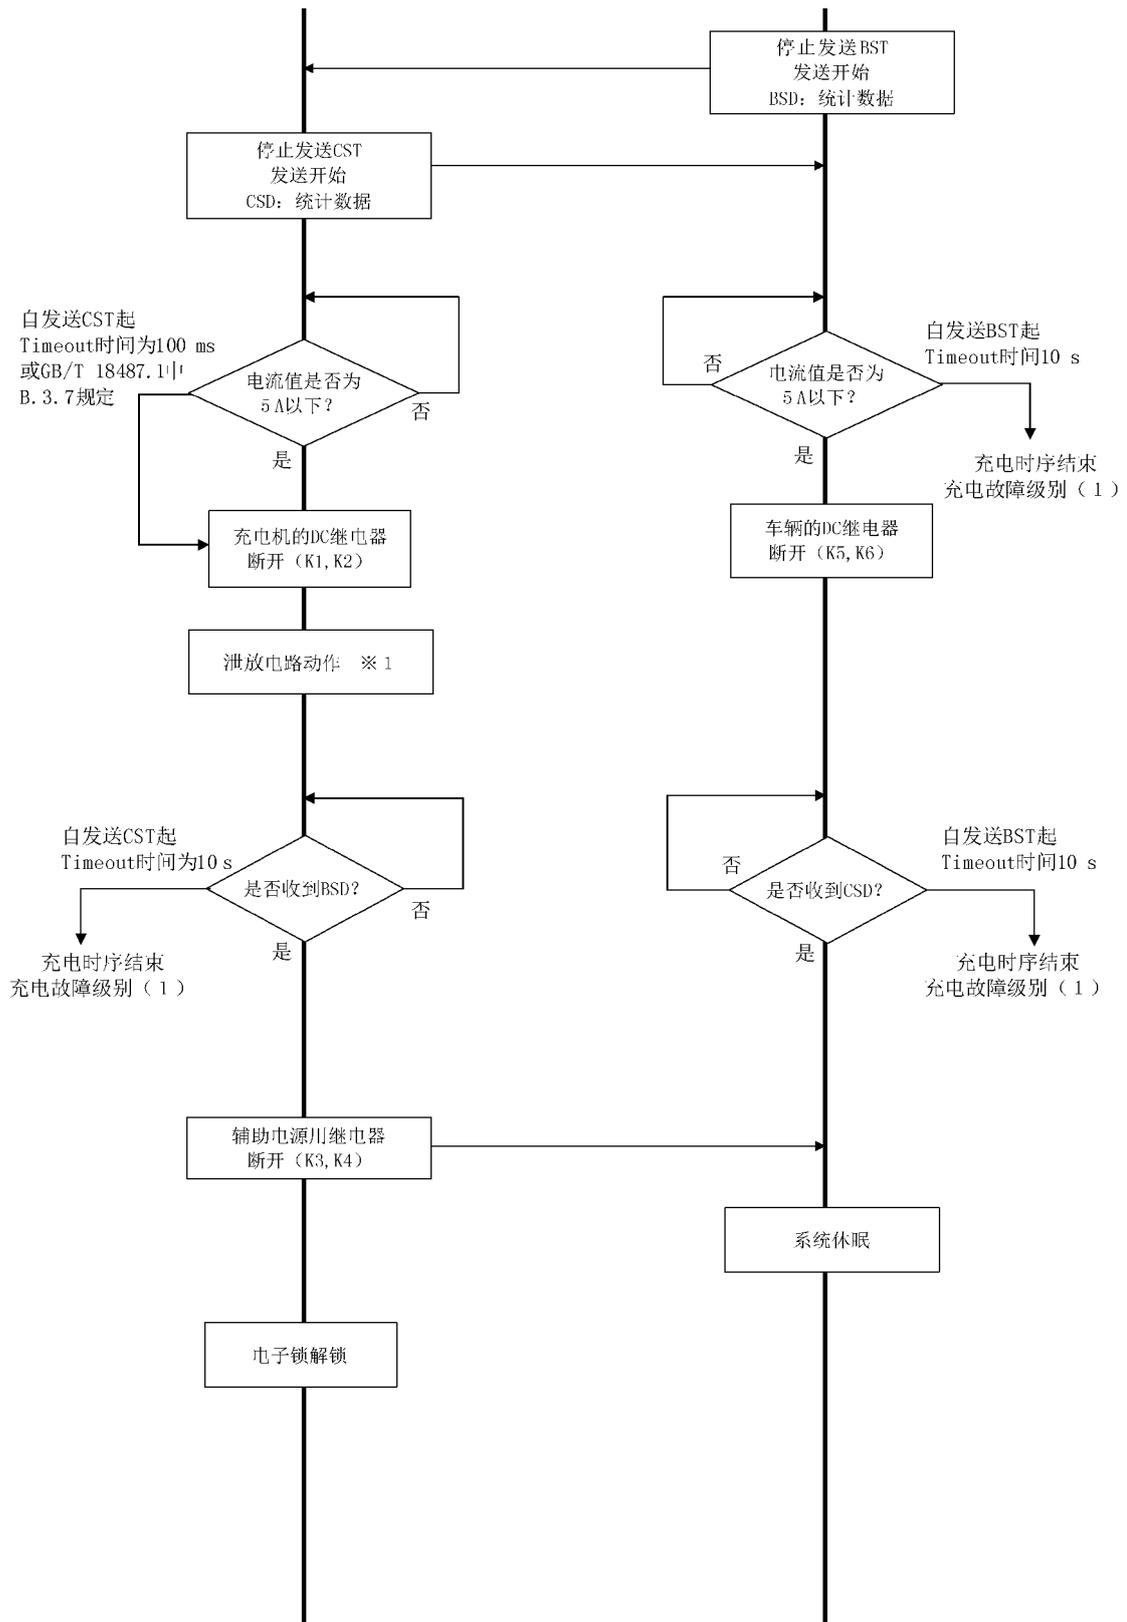 停止发送BST
发送开始
BSD：统计数据
停止发送CST
发送开始
CSD：统计数据
自发送CST起
Timeout时间为100 ms
或GB/T 18487.1中
B.3.7规定
电流值是否为
5A以下？
否
是
否
电流值是否为
5A以下？
是
自发送BST起
Timeout时间10 s
充电时序结束
充电故障级别（1）
充电机的DC继电器
断开（K1,K2）
车辆的DC继电器
断开（K5,K6）
泄放电路动作　※1
自发送CST起
Timeout时间为10 s
是否收到BSD？
否
是
充电时序结束
充电故障级别（1）
否
是否收到CSD？
是
自发送BST起
Timeout时间10 s
充电时序结束
充电故障级别（1）
辅助电源用继电器
断开（K3,K4）
系统休眠
电子锁解锁